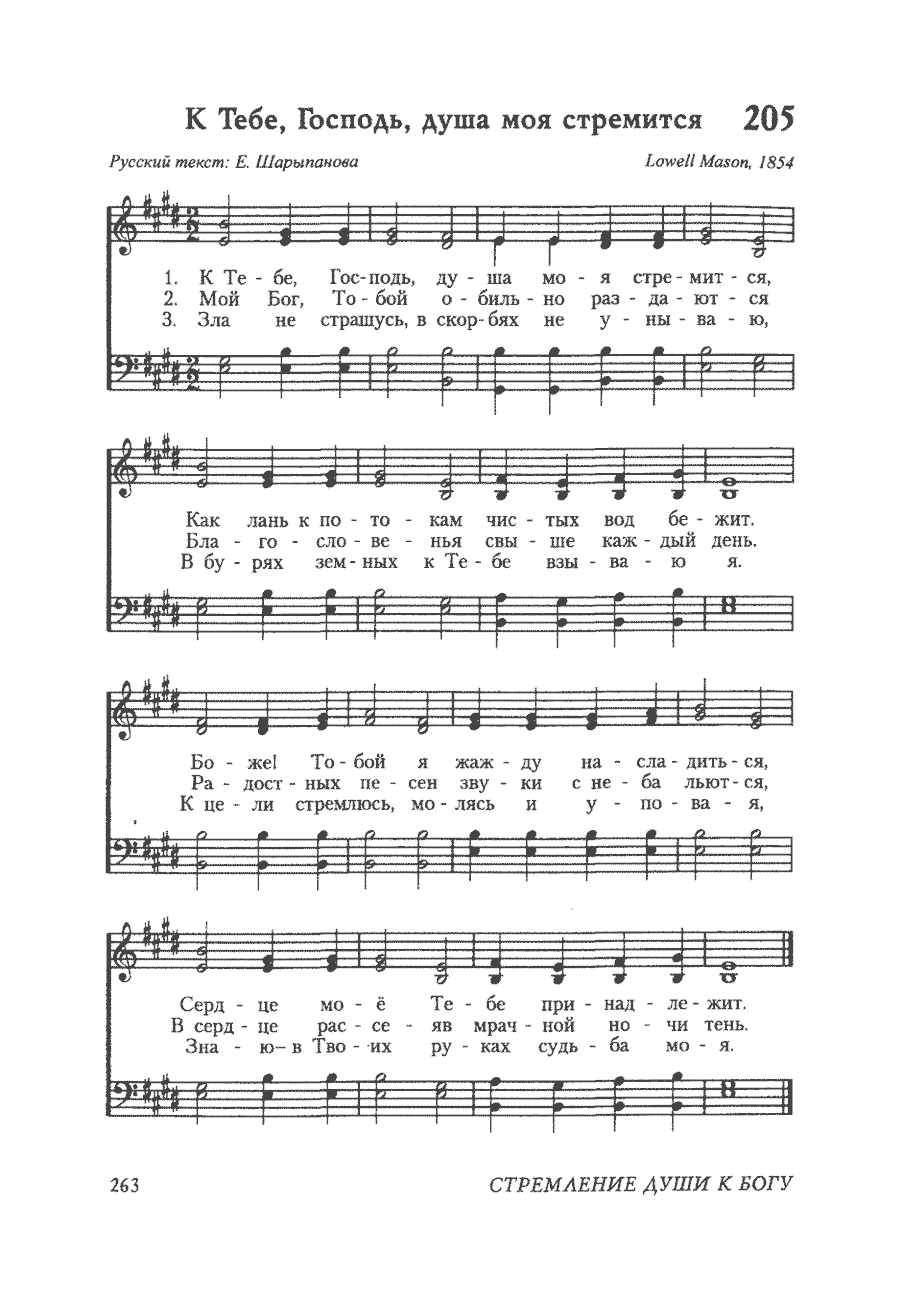 К Тебе, Господь, душа моя стремится 205
Русский текст: Е. Шарыпанова Lowell Mason, 1854
1. К Те - бе, Гос-подь, ду - ша мо - я стре-мит - ся,
2. Мой Бог, То - бой о - биль - но раз - да - ют - ся
3. Зла не страшусь, в скор-бях не у - ны - ва - ю,
Как лань к по - то - кам чис - тых вод бе - жит.
Бла - го - сло - ве - нья свы - ше каж - дый день.
В бу - рях зем-ных к Те - бе взы - ва - ю я.
Бо - же! То - бой я жаж - ду на - сла - дить - ся,
Ра - дост - ных пе - сен зву - ки с не - ба льют-ся,
К це - ли стремлюсь, мо - лясь и у - по - ва - я,
Серд - це мо - ё Те - бе при - над - ле - жит.
В серд - це рас - се - яв мрач - ной но - чи тень.
Зна - ю– в Тво - их ру - ках судь - ба мо - я.
263 СТРЕМЛЕНИЕ ДУШИ К БОГУ